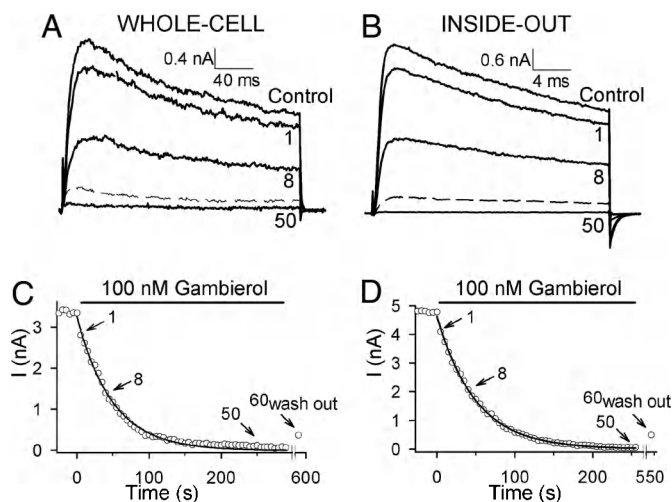 A WHOLE-CELL
0.4 nA
40 ms
Control
1
8
50
B INSIDE-OUT
0.6 nA
4 ms
Control
1
8
50
C 100 nM Gambierol
I (nA)
3
2
1
0
1
8
50
60 wash out
0 100 200 600
Time (s)
D 100 nM Gambierol
I (nA)
5
4
3
2
1
0
1
8
50
60 wash out
0 100 200 550
Time (s)